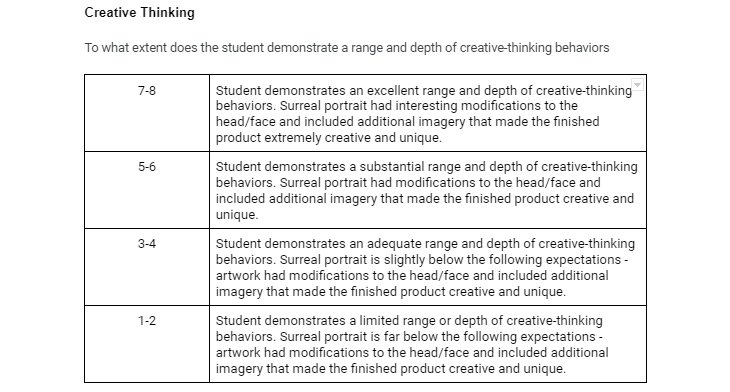 Creative Thinking
To what extent does the student demonstrate a range and depth of creative-thinking behaviors
7-8
Student demonstrates an excellent range and depth of creative-thinking
behaviors. Surreal portrait had interesting modifications to the
head/face and included additional imagery that made the finished
product extremely creative and unique.
5-6
Student demonstrates a substantial range and depth of creative-thinking
behaviors. Surreal portrait had modifications to the head/face and
included additional imagery that made the finished product creative and
unique.
3-4
Student demonstrates an adequate range and depth of creative-thinking
behaviors. Surreal portrait is slightly below the following expectations -
artwork had modifications to the head/face and included additional
imagery that made the finished product creative and unique.
1-2
Student demonstrates a limited range or depth of creative-thinking
behaviors. Surreal portrait is far below the following expectations -
artwork had modifications to the head/face and included additional
imagery that made the finished product creative and unique.